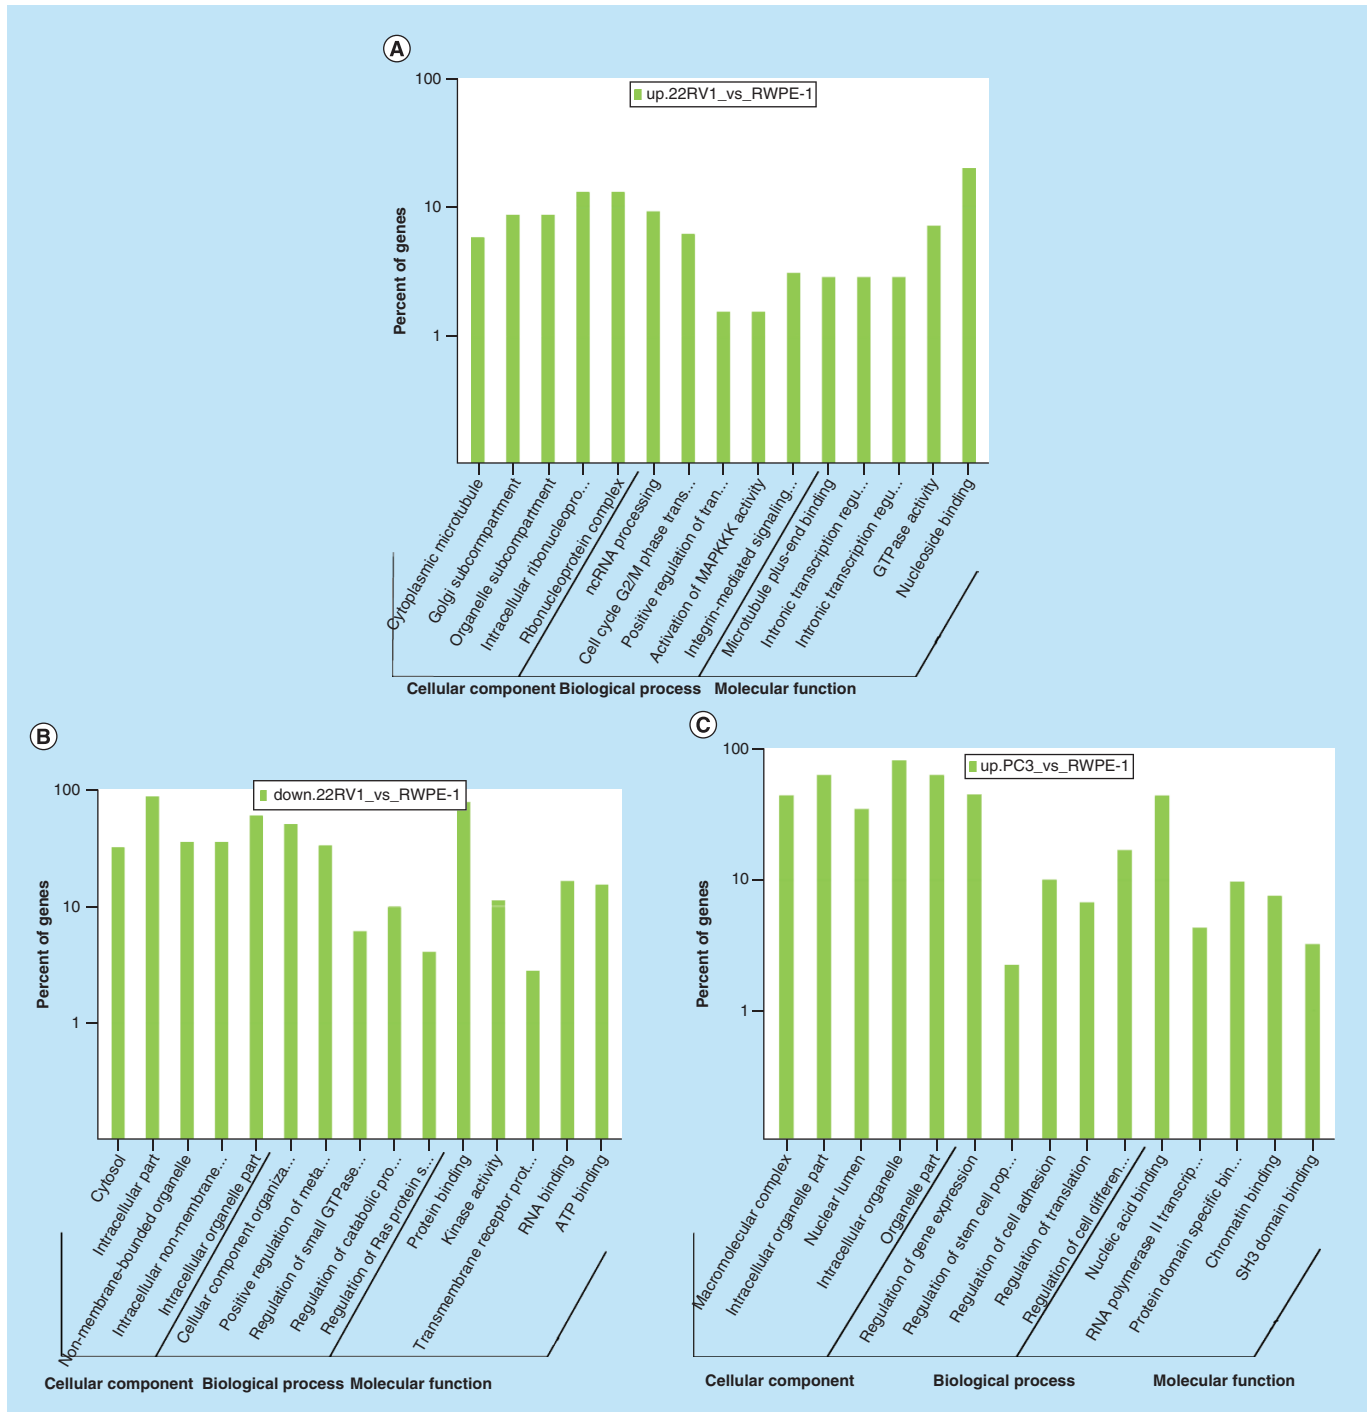 A
100
10
1
Percent of genes
up.22RV1_vs_RWPE-1
Cytoplasmic microtubule
Golgi subcormpartment
Organelle subcompartment
Intracellular ribonucleopro...
Rbonucleoprotein complex
ncRNA processing
Cell cycle G2/M phase trans...
Positive regulation of tran...
Activation of MAPKKK activity
Integrin-mediated signaling...
Microtubule plus-end binding
Intronic transcription regu...
Intronic transcription regu...
GTPase activity
Nucleoside binding
Cellular component
Biological process
Molecular function
B
100
10
1
Percent of genes
down.22RV1_vs_RWPE-1
Cytosol
Intracellular part
Non-membrane-bounded organelle
Intracellular non-membrane...
Intracellular organelle part
Cellular component organiza...
Positive regulation of meta...
Regulation of small GTPase...
Regulation of catabolic pro...
Regulation of Ras protein s...
Protein binding
Kinase activity
Transmembrane receptor prot...
RNA binding
ATP binding
Cellular component
Biological process
Molecular function
C
100
10
1
Percent of genes
up.PC3_vs_RWPE-1
Macromolecular complex
Intracellular organelle part
Nuclear lumen
Intracellular organelle
Organelle part
Regulation of gene expression
Regulation of stem cell pop...
Regulation of cell adhesion
Regulation of translation
Regulation of cell differen...
Nucleic acid binding
RNA polymerase II transcrip...
Protein domain specific bin...
Chromatin binding
SH3 domain binding
Cellular component
Biological process
Molecular function